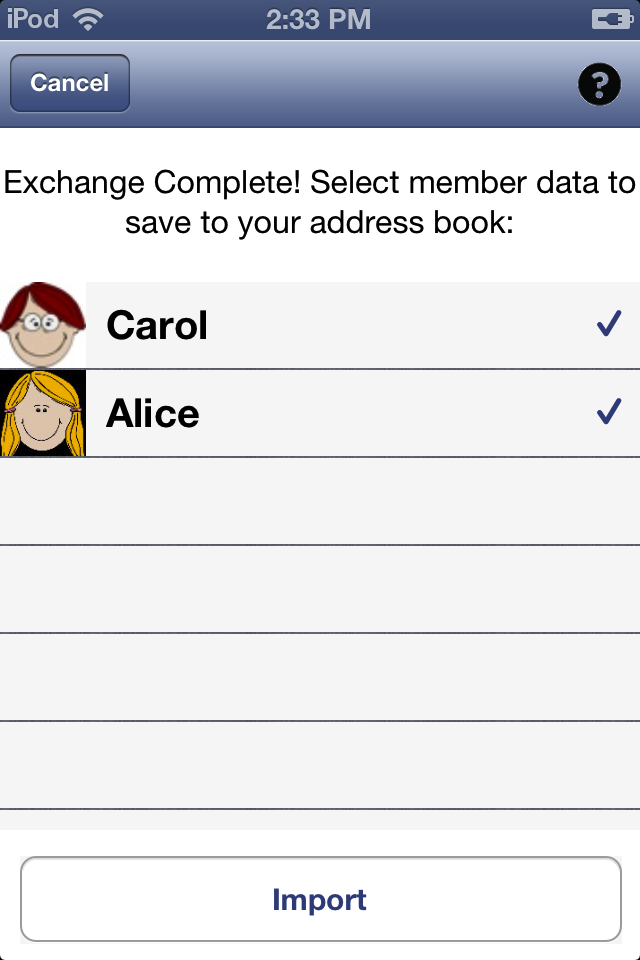 iPod 2:33 PM
Cancel ?
Exchange Complete! Select member data to
save to your address book:
Carol
Alice
Import